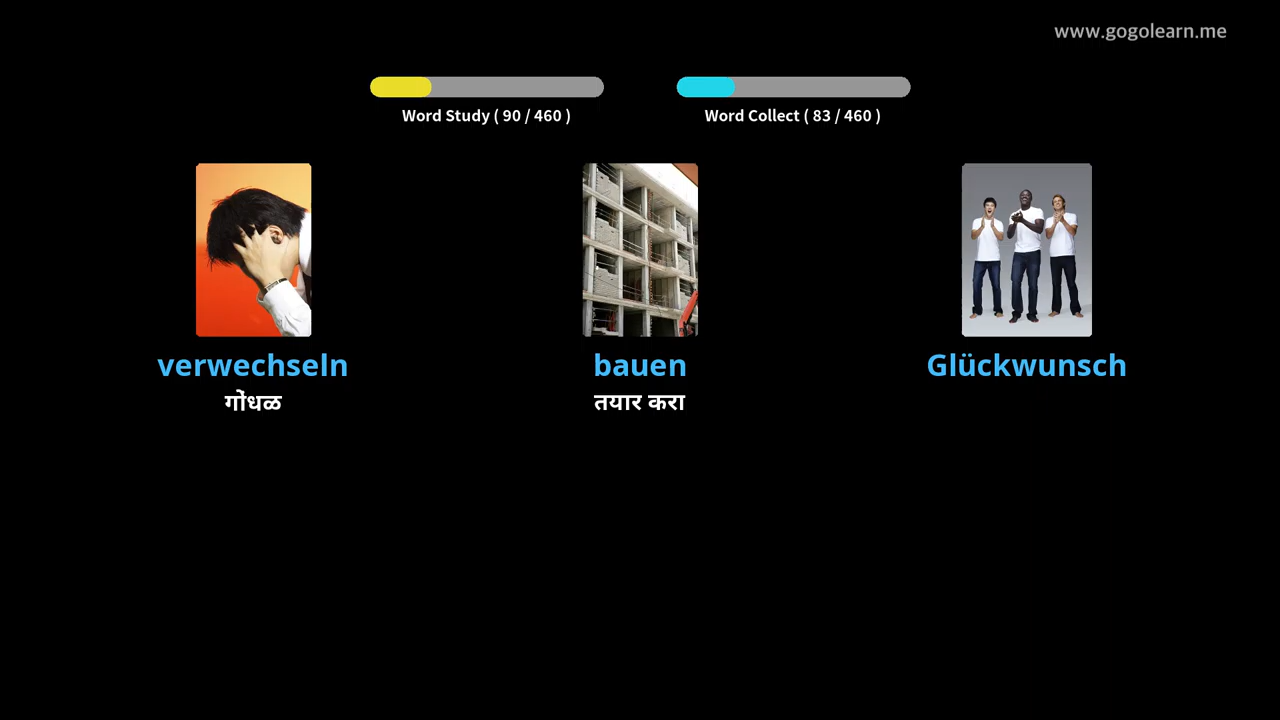 www.gogolearn.me
Word Study ( 90 / 460 )
Word Collect ( 83 / 460 )
verwechseln
गोंधळ
bauen
तयार करा
Glückwunsch